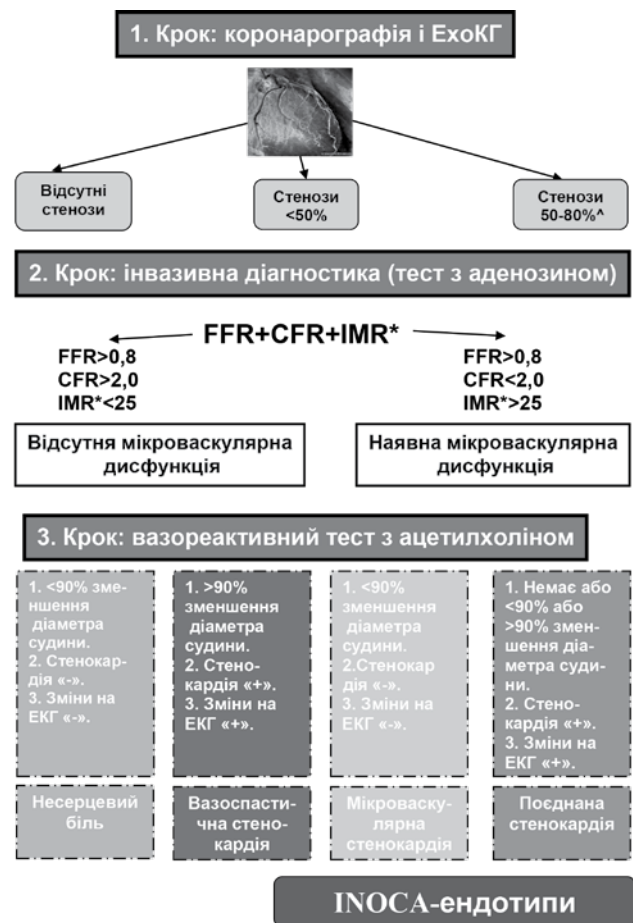 1. Крок: коронарографія і ЕхоКГ
Відсутні
стенози
Стенози
<50%
Стенози
50-80%^
2. Крок: інвазивна діагностика (тест з аденозином)
FFR+CFR+IMR*
FFR>0,8
CFR>2,0
IMR*<25
FFR>0,8
CFR<2,0
IMR*>25
Відсутня мікроваскулярна
дисфункція
Наявна мікроваскулярна
дисфункція
3. Крок: вазореактивний тест з ацетилхоліном
1. <90% зме-
ншення
діаметра
судини.
2. Стенокар-
дія «-».
3. Зміни на
ЕКГ «-».
1. >90%
зменшення
діаметра
судини.
2. Стено-
кардія «+».
3. Зміни на
ЕКГ «+».
1. <90%
зменшення
діаметра
судини.
2.Стенокар
дія «-».
3. Зміни на
ЕКГ «-».
1. Немає або
<90% або
>90% змен-
шення діа-
метра суди-
ни.
2. Стено-
кардія «+».
3. Зміни на
ЕКГ «+».
Несерцевий
біль
Вазоспасти-
чна стено-
кардія
Мікроваску-
лярна
стенокардія
Поєднана
стенокардія
INOCA-ендотипи